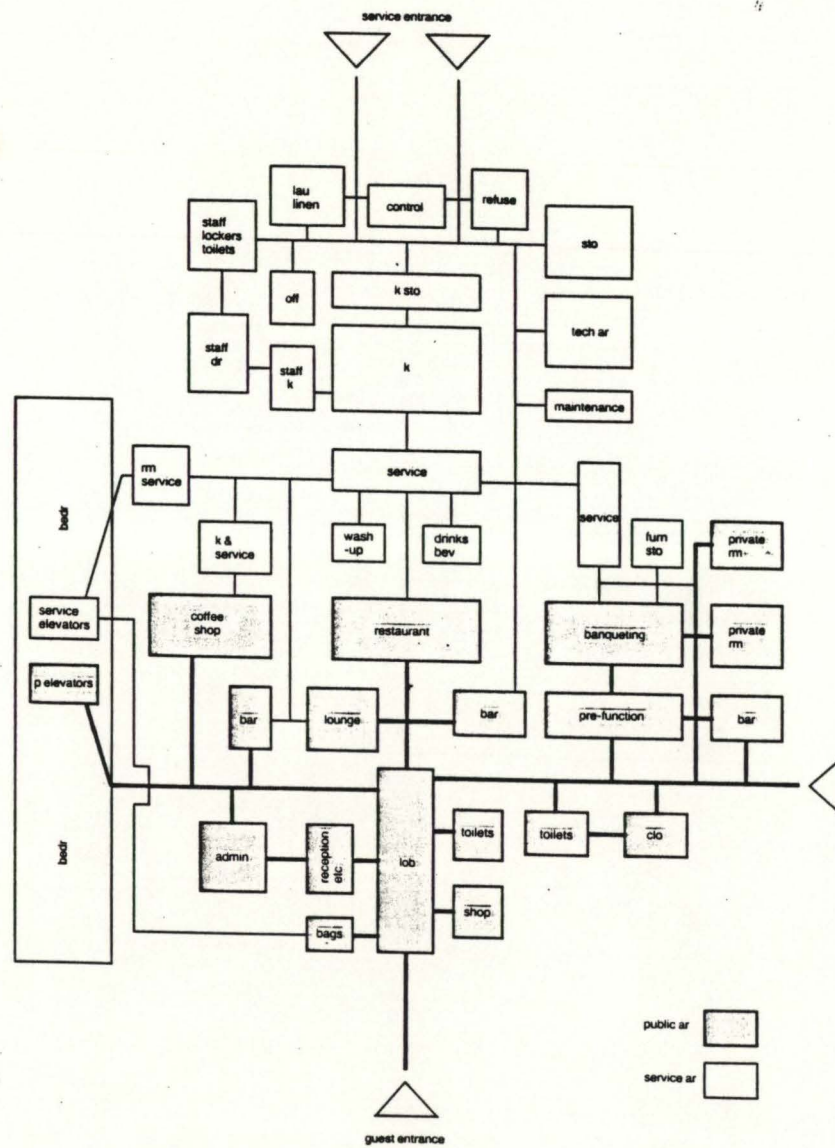 service entrance
lau
linen
control
refuse
staff
lockers
toilets
sto
off
k sto
tech ar
staff
dr
staff
k
k
maintenance
rm
service
service
service
bedr
k &
service
wash
-up
drinks
bev
furn
sto
private
rm
service
elevators
coffee
shop
restaurant
banqueting
private
rm
p elevators
bar
lounge
bar
pre-function
bar
bedr
admin
reception
etc
lob
toilets
toilets
clo
bags
shop
public ar
service ar
guest entrance